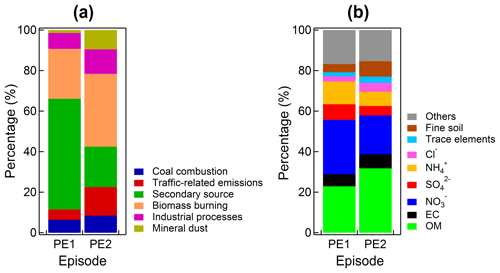 (a)
Percentage (%)
100
80
60
40
20
0
PE1 PE2
Episode
Coal combustion
Traffic-related emissions
Secondary source
Biomass burning
Industrial processes
Mineral dust
(b)
Percentage (%)
100
80
60
40
20
0
PE1 PE2
Episode
Others
Fine soil
Trace elements
Cl⁻
NH₄⁺
SO₄²⁻
NO₃⁻
EC
OM